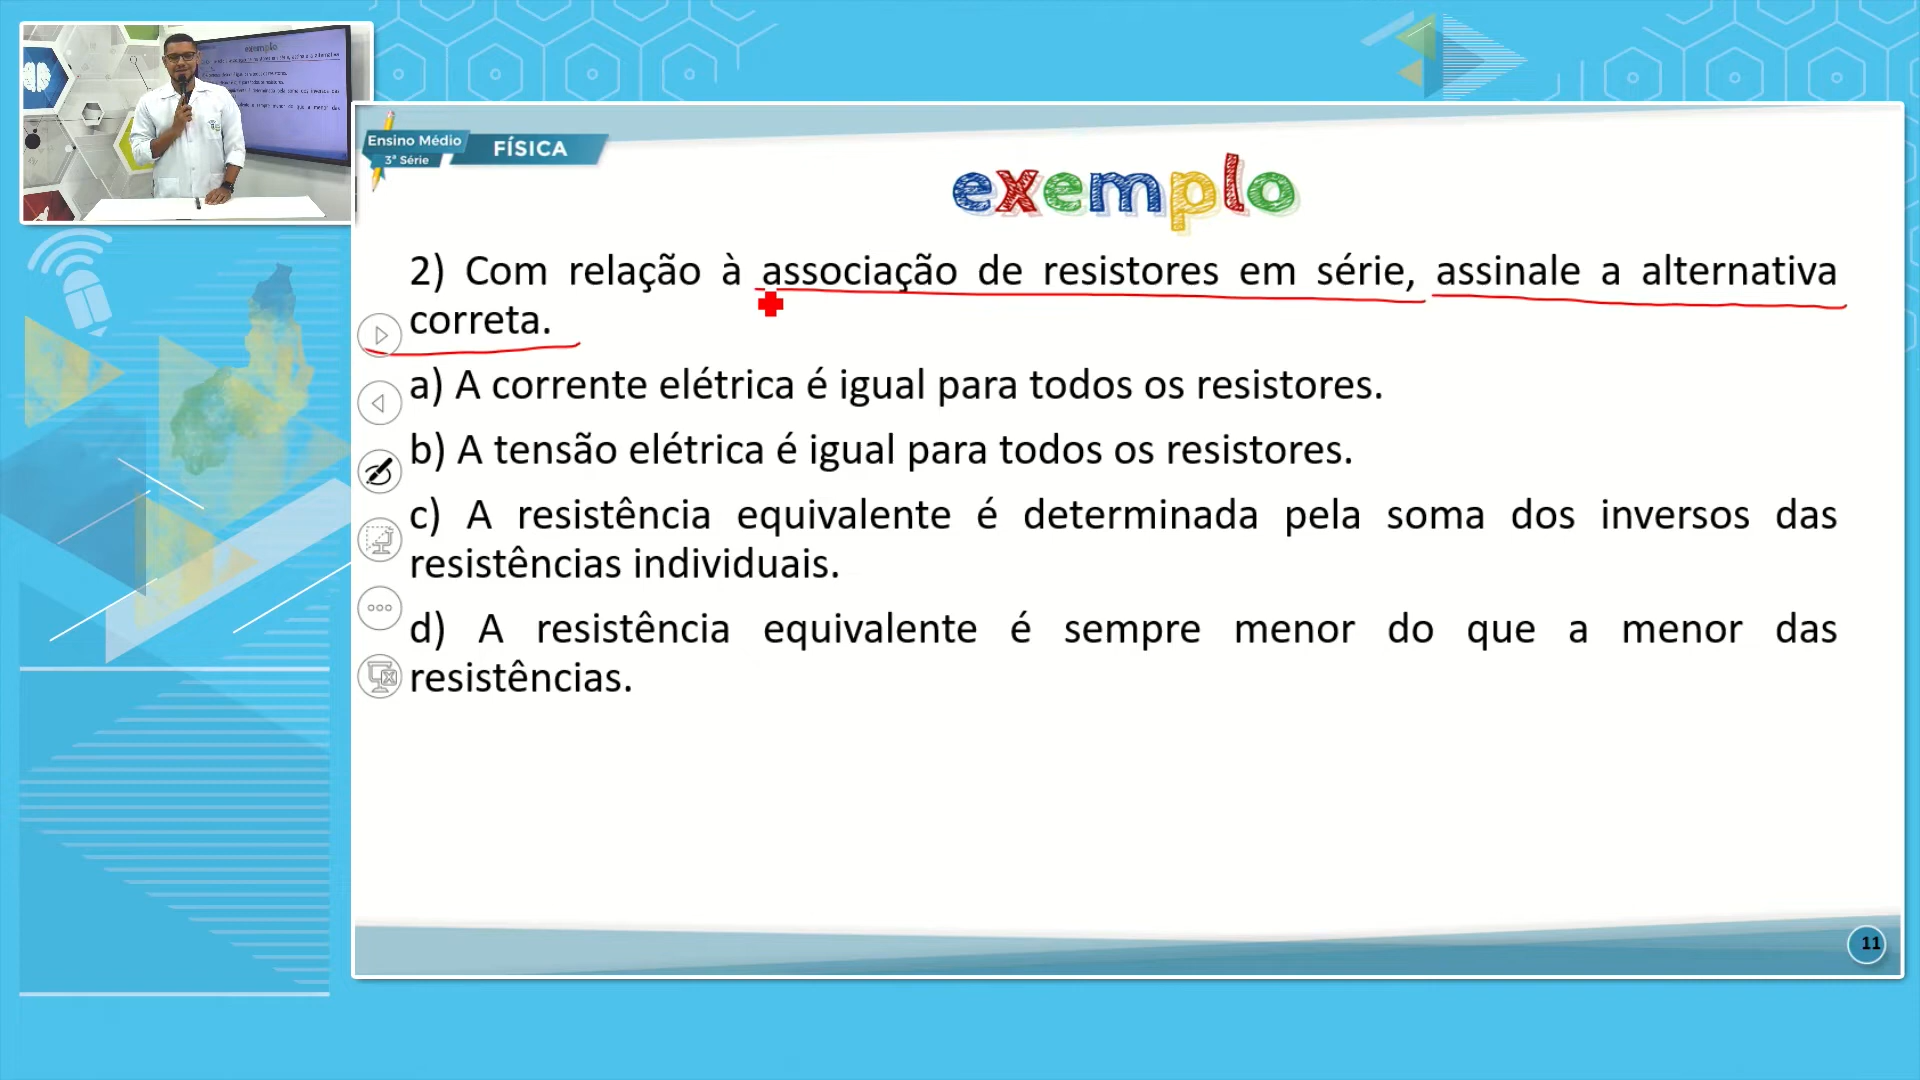 Ensino Médio
3ª Série
FÍSICA
exemplo
2) Com relação à associação de resistores em série, assinale a alternativa
correta.
a) A corrente elétrica é igual para todos os resistores.
b) A tensão elétrica é igual para todos os resistores.
c) A resistência equivalente é determinada pela soma dos inversos das
resistências individuais.
d) A resistência equivalente é sempre menor do que a menor das
resistências.
11